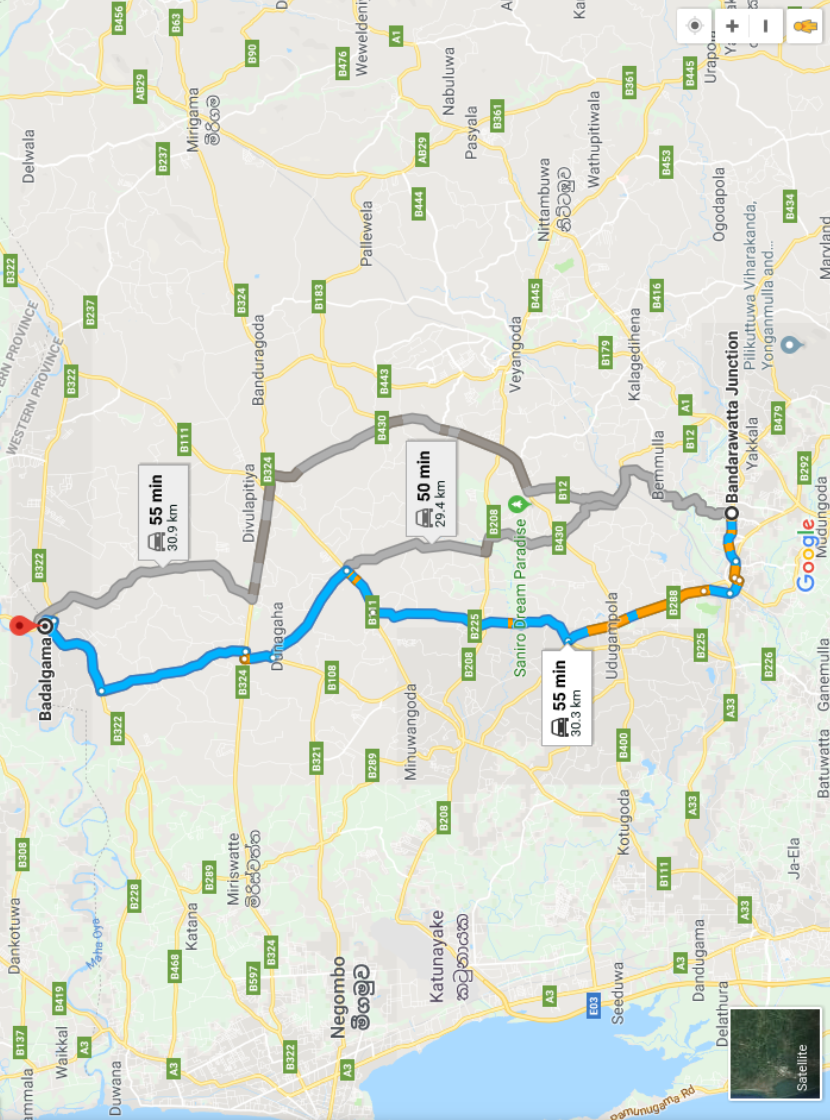 B137
Dankotuwa
B308
Delwala
B322
ERN PROVINCE
WESTERN PROVINCE
ammala
Waikkal
B419
A3
Badalgama
B322
B322
B237
B456
Duwana
Maha Oya
B228
B322
AB29
A3
B468
Katana
B289
55 min
30.9 km
B111
B237
B63
Miriswatte
මිරිස්වත්ත
B324
Divulapitiya
B324
Banduragoda
B324
Mirigama
මීරිගම
B90
B322
B597
B324
B289
Dunagaha
B321
B108
B183
Negombo
මීගමුව
A3
B111
B430
B443
Pallewela
B476
Weweldeni
A1
Minuwangoda
50 min
29.4 km
B444
AB29
Katunayake
කටුනායක
B208
B208
B225
B208
Nabuluwa
Pasyala
B361
Saniro Dream Paradise
Veyangoda
B445
A3
55 min
30.3 km
B430
B12
Nittambuwa
නිට්ටඹුව
E03
Seeduwa
Kotugoda
B400
Udugampola
B179
Kalagedihena
Wathupitiwala
B361
B111
Bemmulla
B416
B453
A3
Dandugama
A33
B225
B288
B12
A1
B445
Delathura
A33
A33
Bandarawatta Junction
Ogodapola
Urapo
Pamunugama Rd
Yakkala
Pilikuttuwa Viharakanda,
Yonganmulla and...
B226
B479
Ja-Ela
B434
Satellite
Google
B292
Batuwatta
Ganemulla
Mudungoda
Maryland